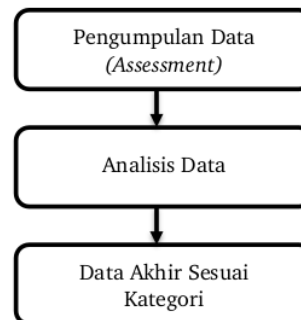 Pengumpulan Data
(Assessment)
Analisis Data
Data Akhir Sesuai
Kategori